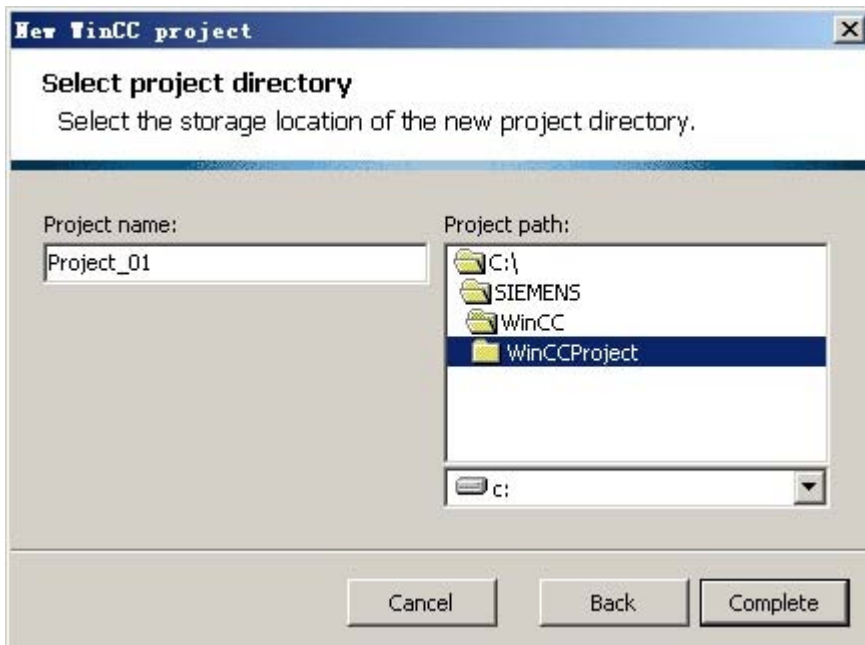 New WinCC project
Select project directory
Select the storage location of the new project directory.
Project name:
Project_01
Project path:
C:\
SIEMENS
WinCC
WinCCProject
c:
Cancel
Back
Complete